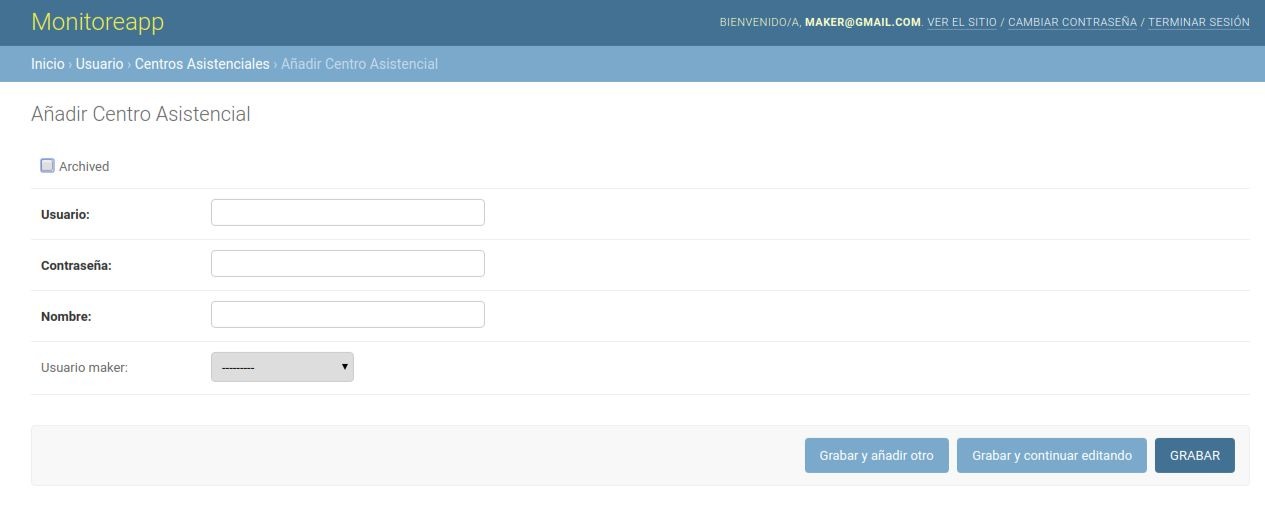 Monitoreapp
BIENVENIDO/A, MAKER@GMAIL.COM. VER EL SITIO / CAMBIAR CONTRASEÑA / TERMINAR SESIÓN
Inicio › Usuario › Centros Asistenciales › Añadir Centro Asistencial
Añadir Centro Asistencial
Archived
Usuario:
Contraseña:
Nombre:
Usuario maker: ---------
Grabar y añadir otro Grabar y continuar editando GRABAR